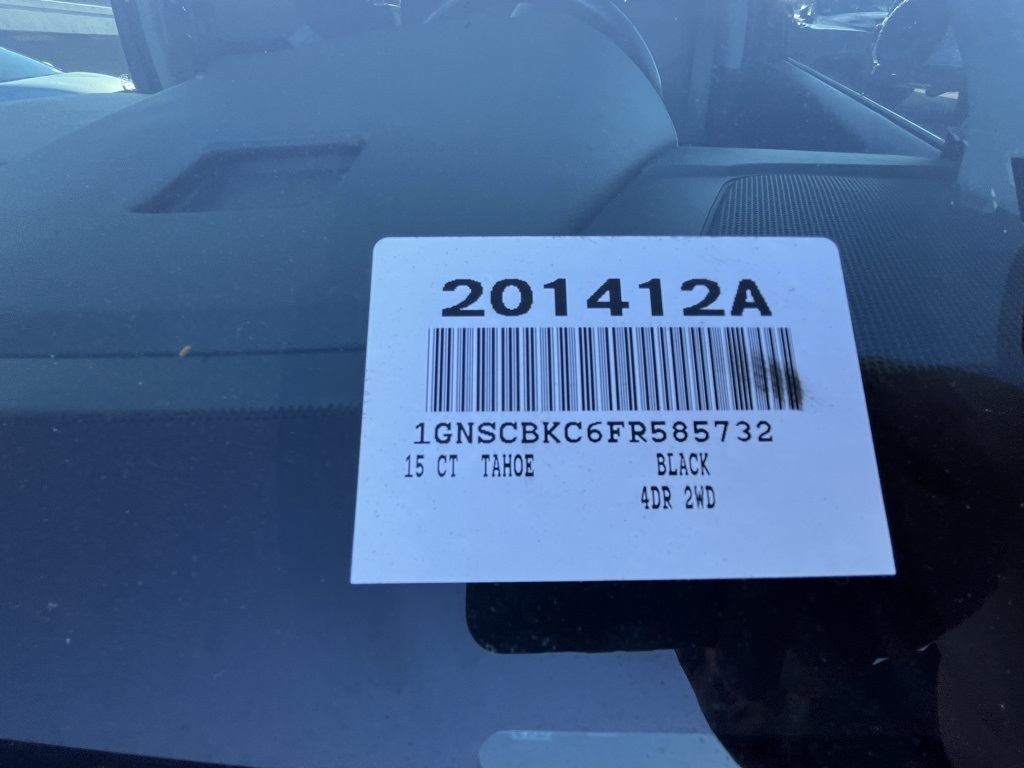 201412A
1GNSCBKC6FR585732
15 CT TAHOE BLACK
4DR 2WD